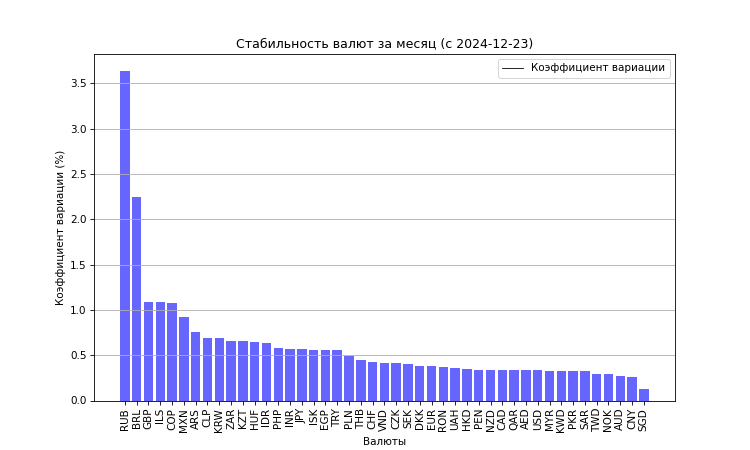 Стабильность валют за месяц (с 2024-12-23)
Коэффициент вариации
Коэффициент вариации (%)
3.5
3.0
2.5
2.0
1.5
1.0
0.5
0.0
RUB
BRL
GBP
ILS
COP
MXN
ARS
CLP
KRW
ZAR
KZT
HUF
IDR
PHP
INR
JPY
ISK
EGP
TRY
PLN
THB
CHF
VND
CZK
SEK
DKK
EUR
RON
UAH
HKD
PEN
NZD
CAD
QAR
AED
USD
MYR
KWD
PKR
SAR
TWD
NOK
AUD
CNY
SGD
Валюты